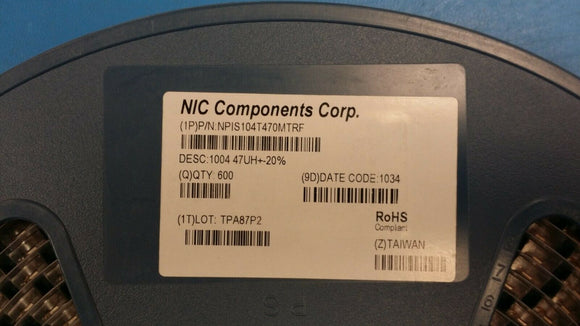 NIC Components Corp.
(1P)P/N:NPIS104T470MTRF
DESC:1004 47UH+-20%
(Q)QTY: 600
(9D)DATE CODE:1034
(1T)LOT: TPA87P2
RoHS
Compliant
(Z)TAIWAN